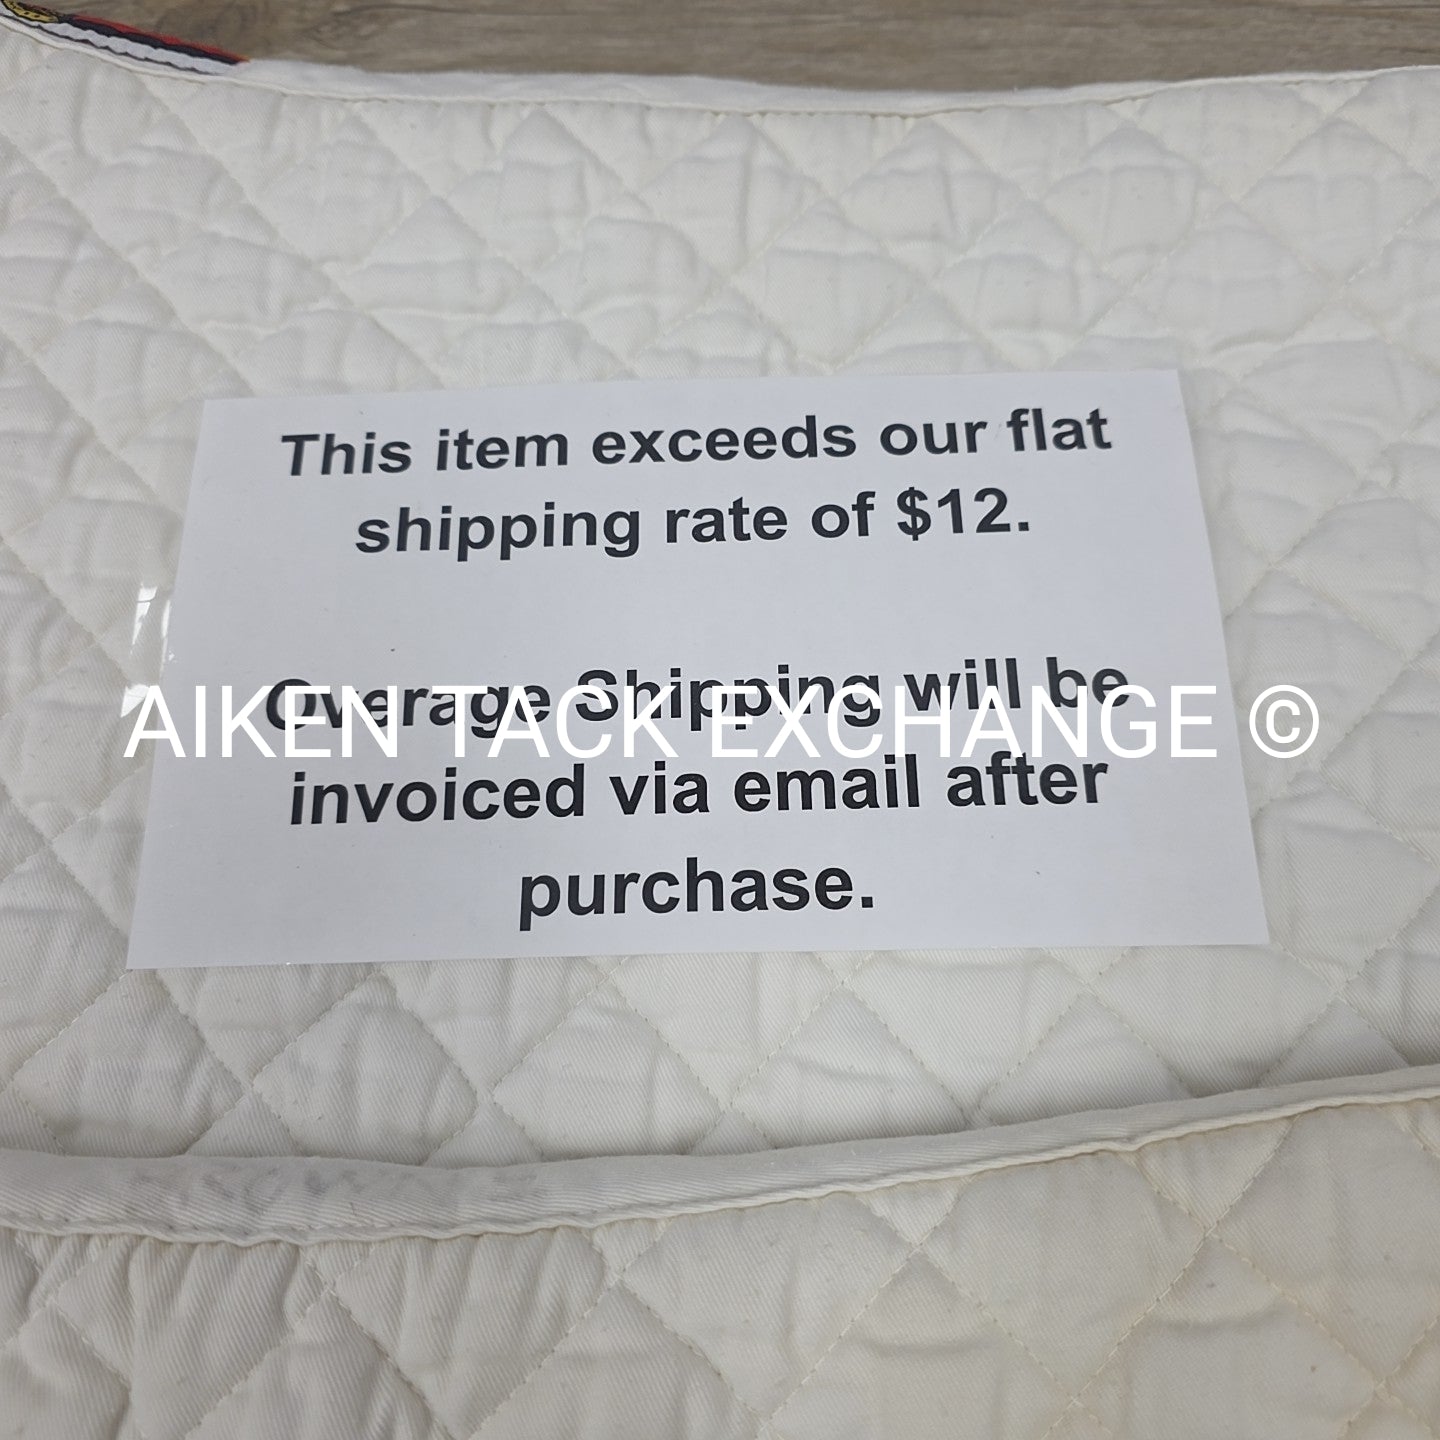 This item exceeds our flat
shipping rate of $12.
Overage Shipping will be
AIKEN TACK EXCHANGE ©
invoiced via email after
purchase.